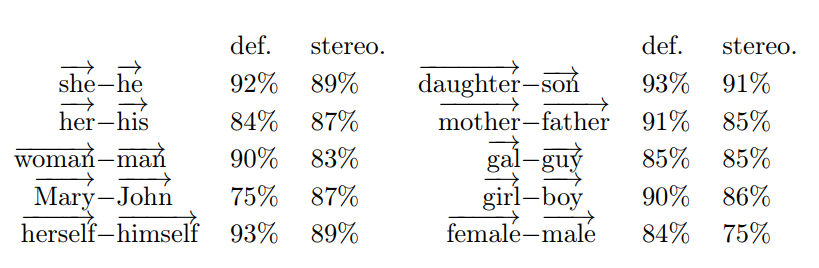 def. stereo. def. stereo.
she−he 92% 89% daughter−son 93% 91%
her−his 84% 87% mother−father 91% 85%
woman−man 90% 83% gal−guy 85% 85%
Mary−John 75% 87% girl−boy 90% 86%
herself−himself 93% 89% female−male 84% 75%